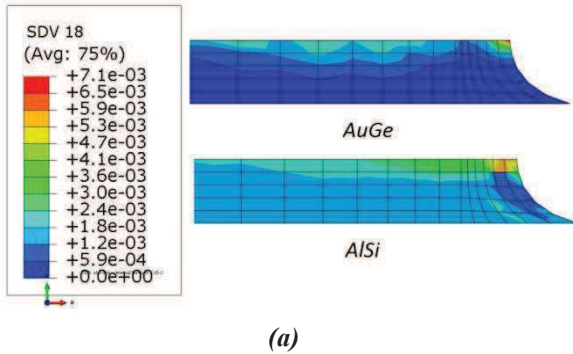 SDV 18
(Avg: 75%)
+7.1e-03
+6.5e-03
+5.9e-03
+5.3e-03
+4.7e-03
+4.1e-03
+3.6e-03
+3.0e-03
+2.4e-03
+1.8e-03
+1.2e-03
+5.9e-04
+0.0e+00
AuGe
AlSi
(a)